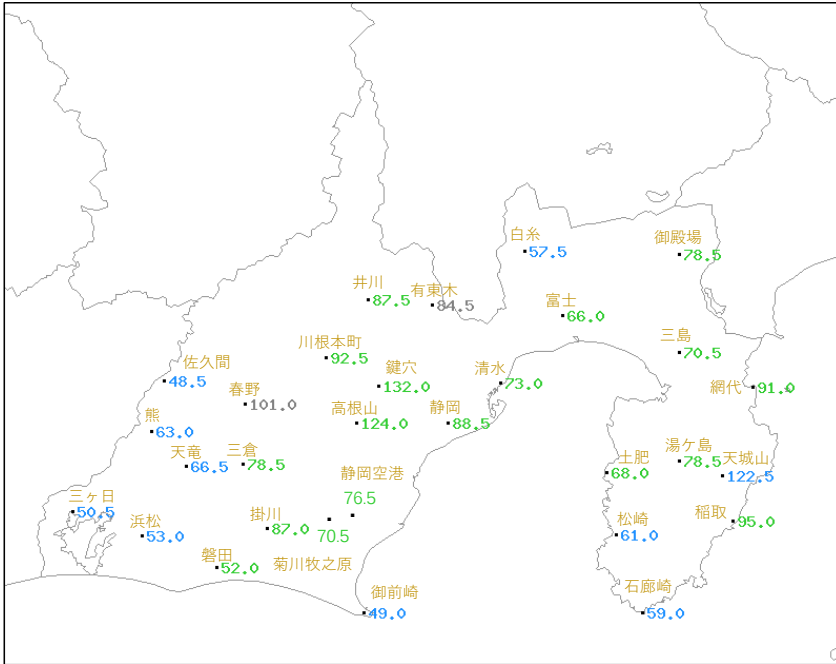 白糸
57.5
御殿場
78.5
井川
87.5
有東木
84.5
富士
66.0
三島
70.5
川根本町
92.5
佐久間
48.5
鍵穴
132.0
清水
73.0
網代
91.0
春野
101.0
高根山
124.0
静岡
88.5
熊
63.0
天竜
66.5
三倉
78.5
土肥
68.0
湯ケ島
78.5
天城山
122.5
静岡空港
76.5
三ヶ日
50.5
浜松
53.0
掛川
87.0
70.5
菊川牧之原
松崎
61.0
稲取
95.0
磐田
52.0
御前崎
49.0
石廊崎
59.0